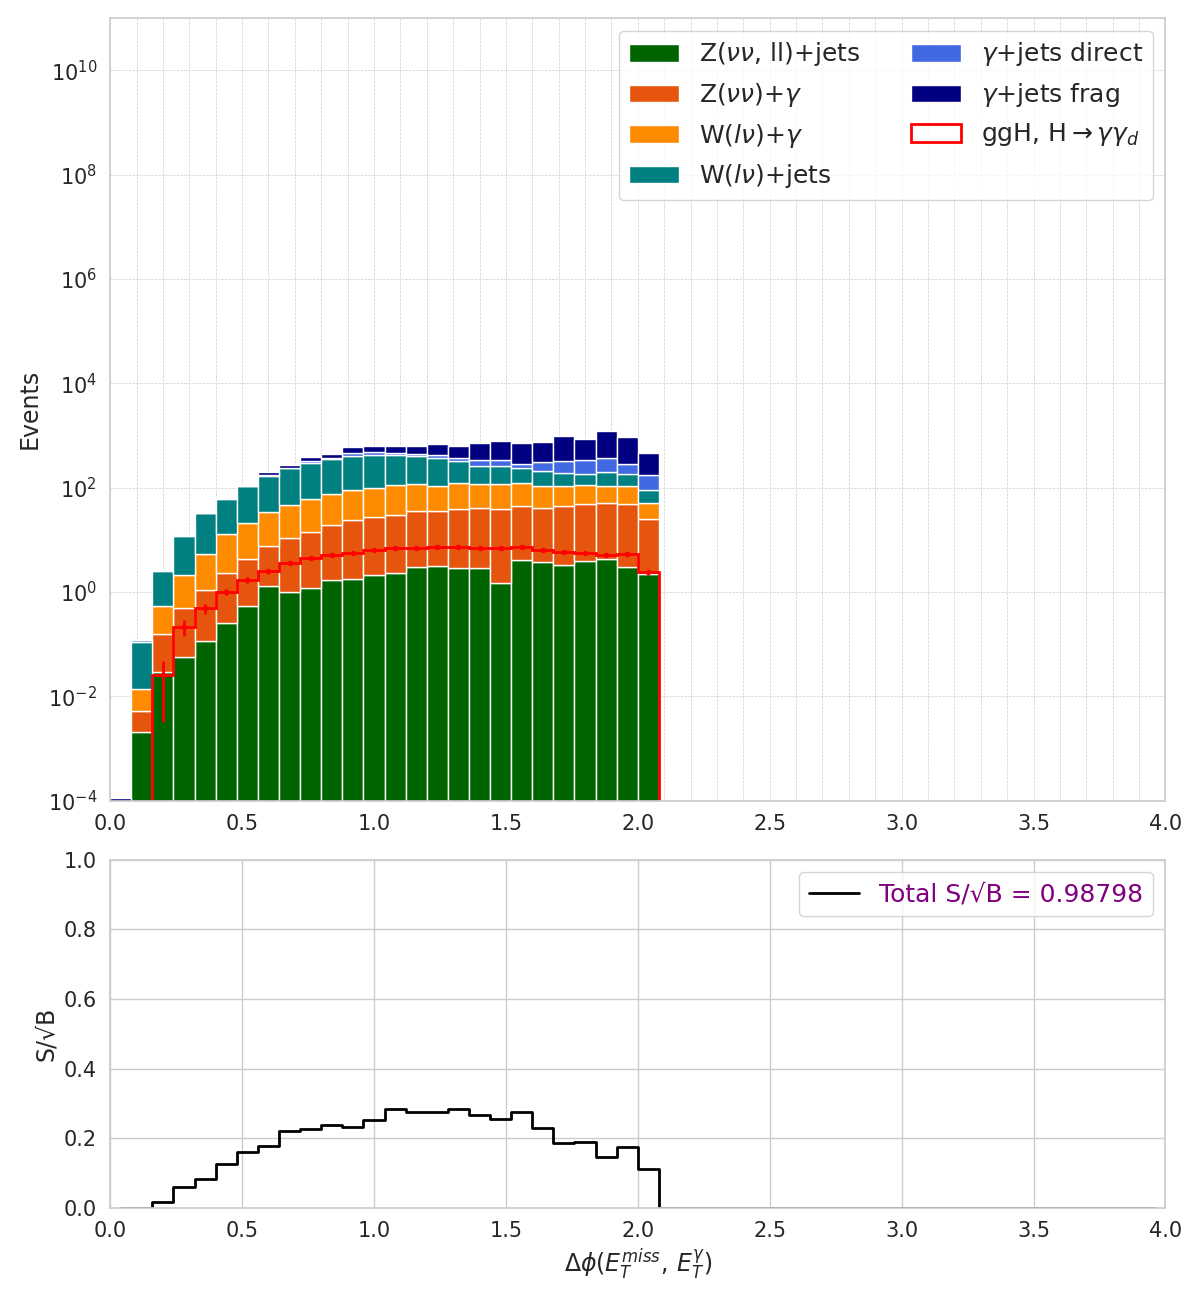 Z(νν, ll)+jets
Z(νν)+γ
W(lν)+γ
W(lν)+jets
γ+jets direct
γ+jets frag
ggH, H→γγ_d
Events
10^10
10^8
10^6
10^4
10^2
10^0
10^−2
10^−4
0.0 0.5 1.0 1.5 2.0 2.5 3.0 3.5 4.0
Total S/√B = 0.98798
S/√B
1.0
0.8
0.6
0.4
0.2
0.0
0.0 0.5 1.0 1.5 2.0 2.5 3.0 3.5 4.0
Δϕ(E_T^miss, E_T^γ)